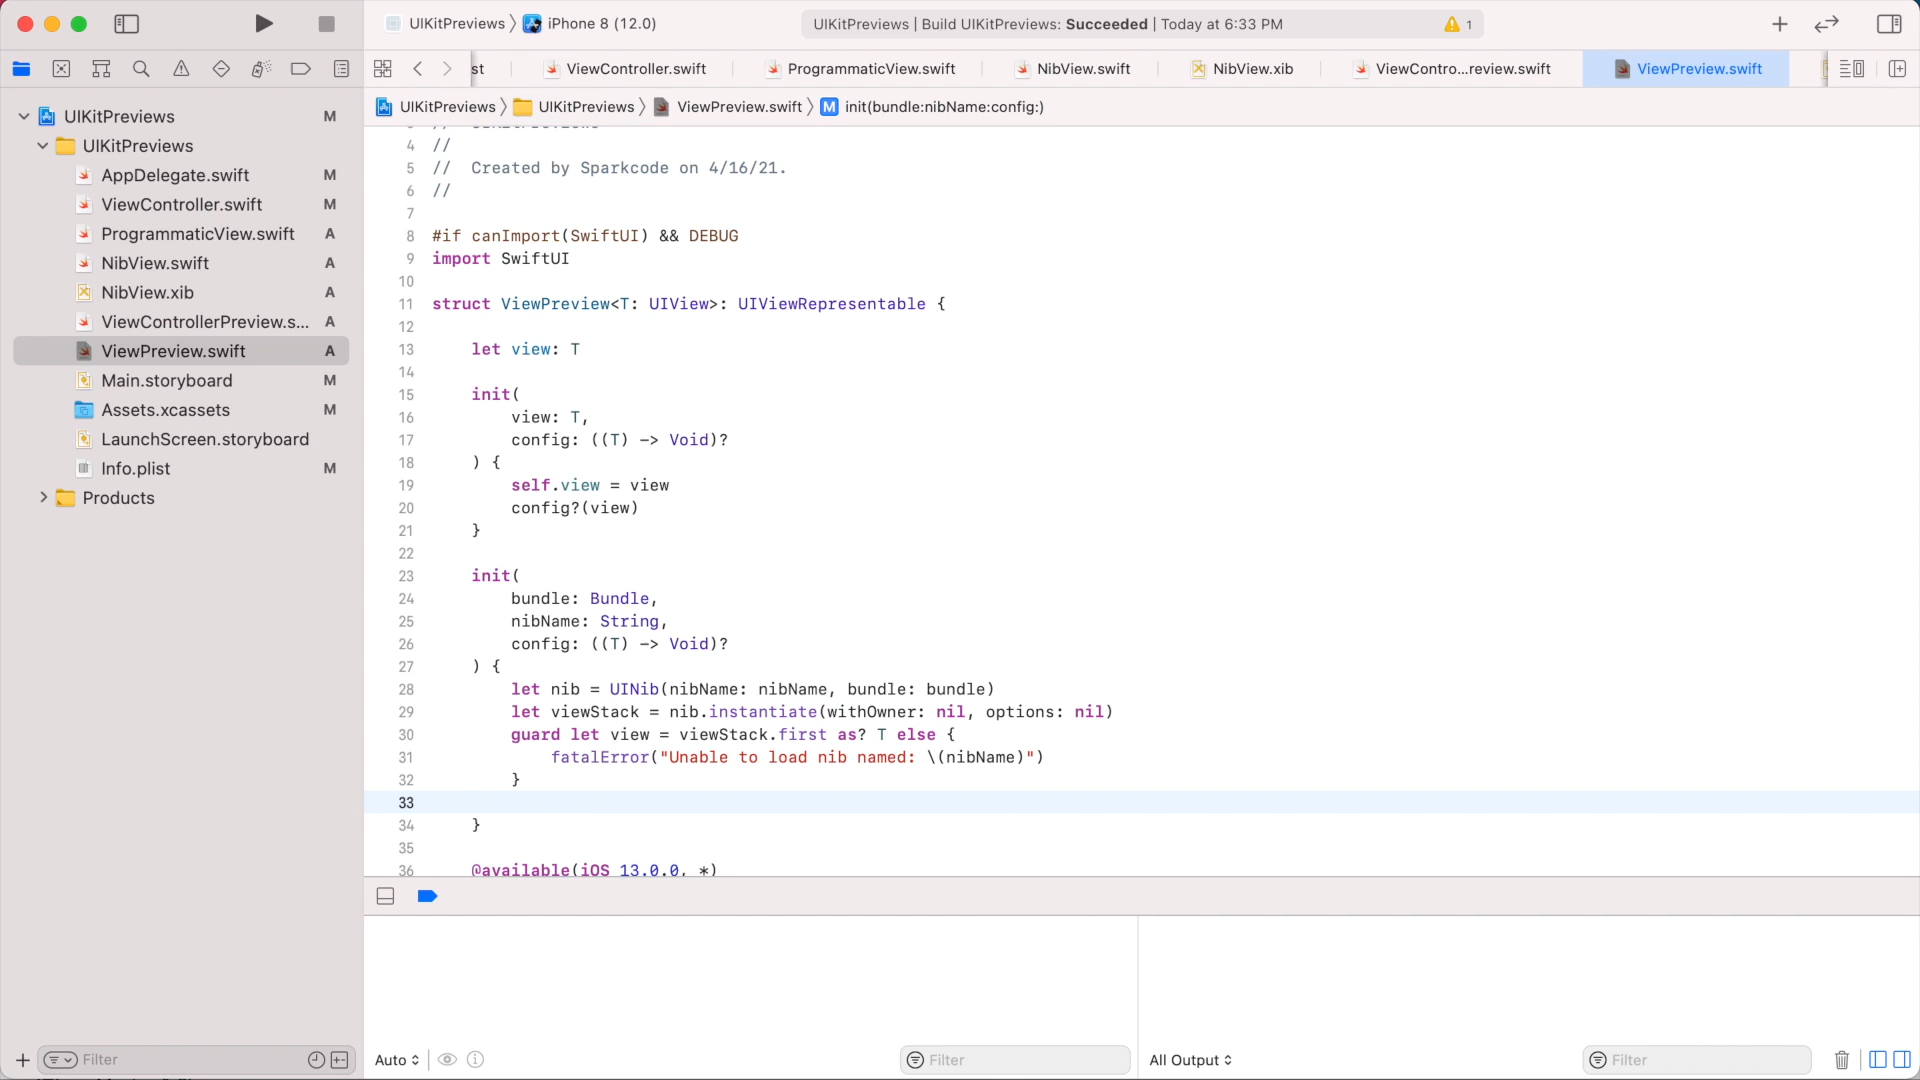 UIKitPreviews 〉 iPhone 8 (12.0)
UIKitPreviews | Build UIKitPreviews: Succeeded | Today at 6:33 PM
1
st
ViewController.swift
ProgrammaticView.swift
NibView.swift
NibView.xib
ViewContro...review.swift
ViewPreview.swift
UIKitPreviews 〉 UIKitPreviews 〉 ViewPreview.swift 〉 M init(bundle:nibName:config:)
UIKitPreviews M
UIKitPreviews
AppDelegate.swift M
ViewController.swift M
ProgrammaticView.swift A
NibView.swift A
NibView.xib A
ViewControllerPreview.s... A
ViewPreview.swift A
Main.storyboard M
Assets.xcassets M
LaunchScreen.storyboard
Info.plist M
Products
4 //
5 //  Created by Sparkcode on 4/16/21.
6 //
7
8 #if canImport(SwiftUI) && DEBUG
9 import SwiftUI
10
11 struct ViewPreview<T: UIView>: UIViewRepresentable {
12
13     let view: T
14
15     init(
16         view: T,
17         config: ((T) -> Void)?
18     ) {
19         self.view = view
20         config?(view)
21     }
22
23     init(
24         bundle: Bundle,
25         nibName: String,
26         config: ((T) -> Void)?
27     ) {
28         let nib = UINib(nibName: nibName, bundle: bundle)
29         let viewStack = nib.instantiate(withOwner: nil, options: nil)
30         guard let view = viewStack.first as? T else {
31             fatalError("Unable to load nib named: \(nibName)")
32         }
33
34     }
35
36     @available(iOS 13.0.0, *)
Filter
Auto
Filter
All Output
Filter